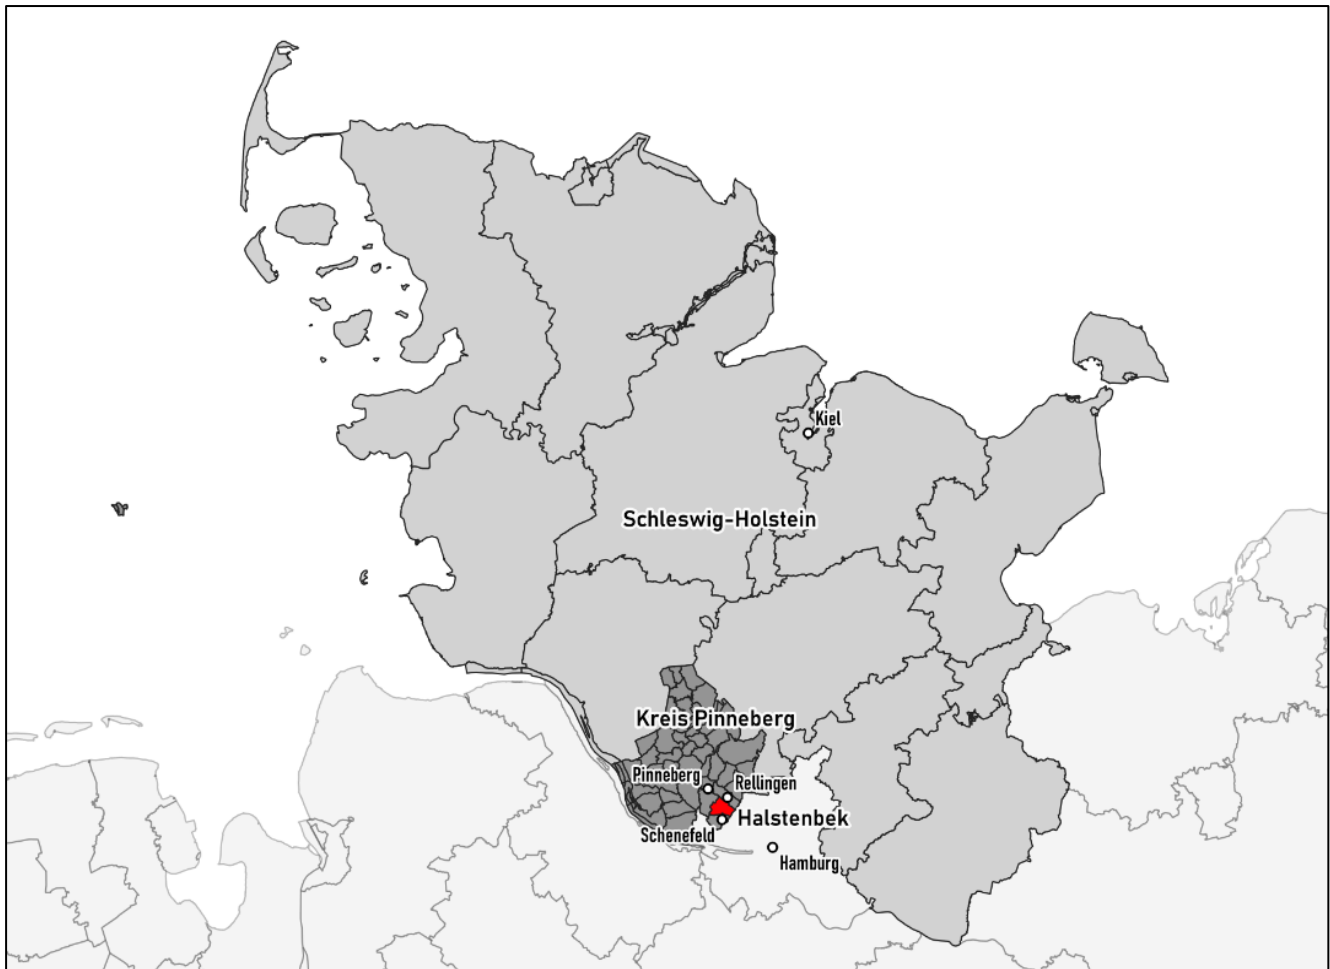 Kiel
Schleswig-Holstein
Kreis Pinneberg
Pinneberg
Rellingen
Halstenbek
Schenefeld
Hamburg